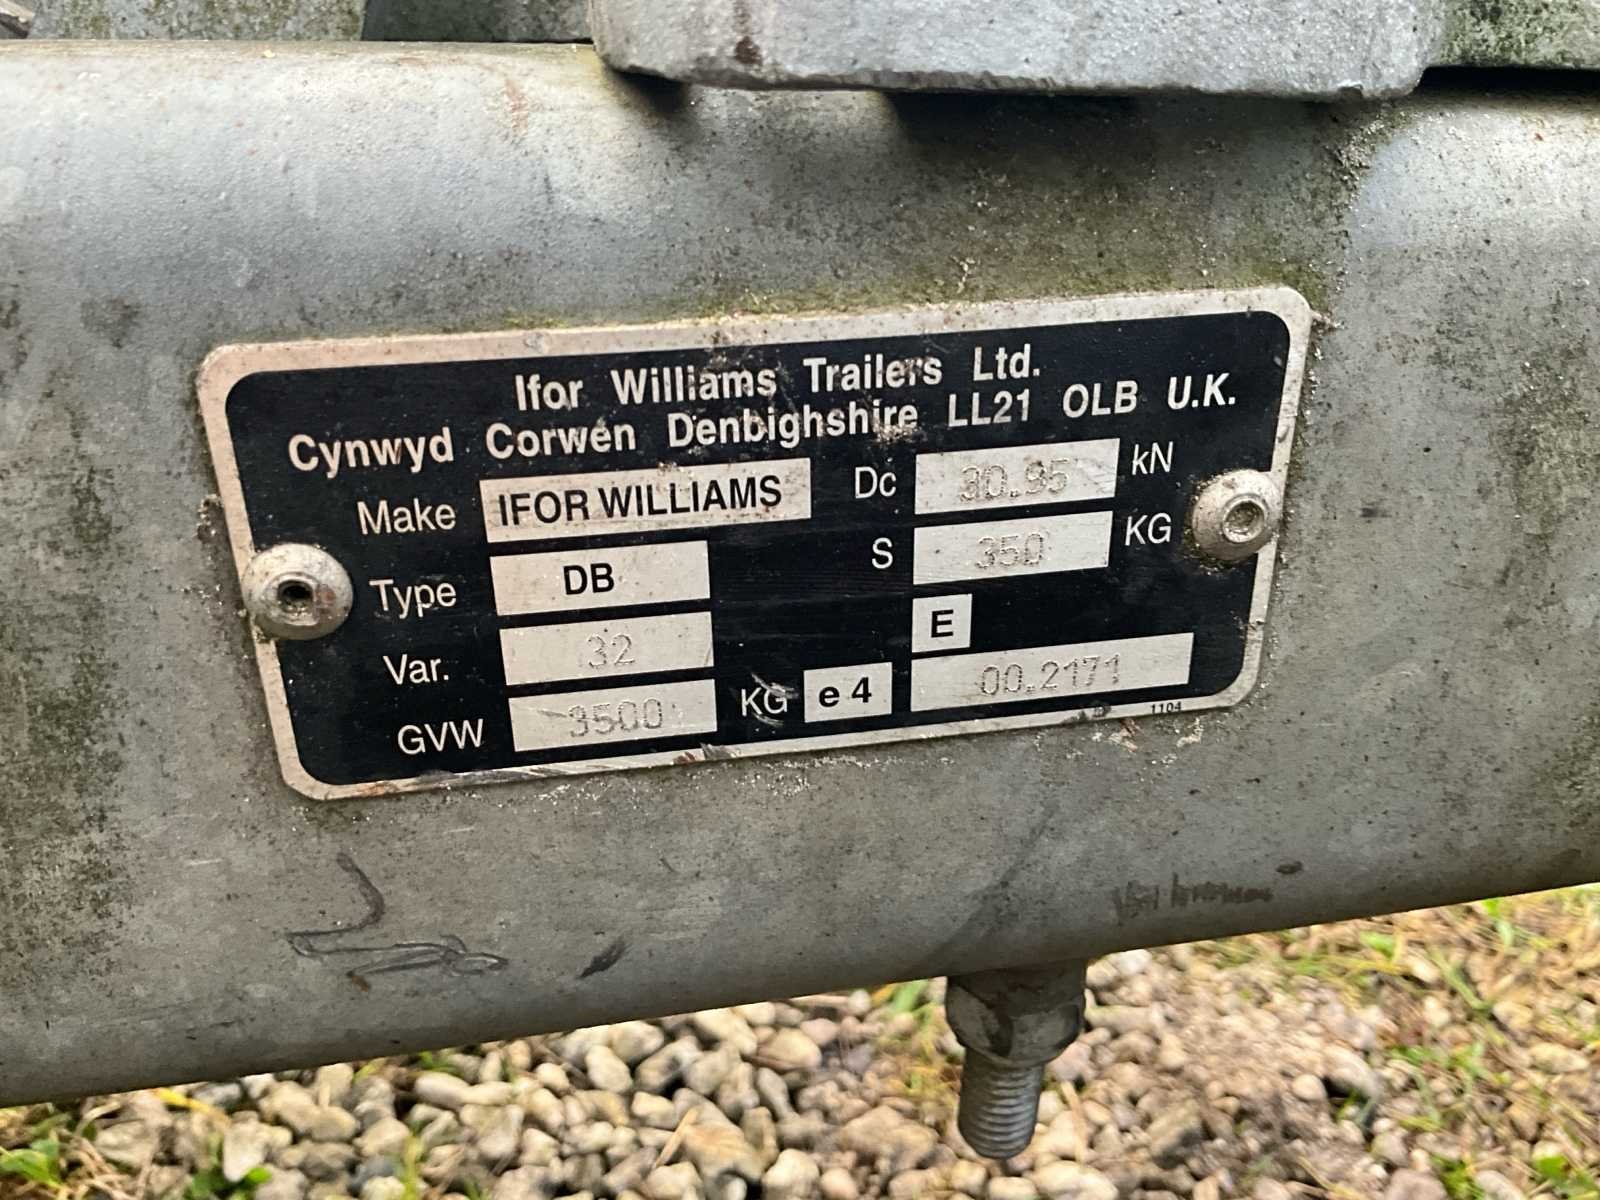 Ifor Williams Trailers Ltd.
Cynwyd Corwen Denbighshire LL21 OLB U.K.
Make IFOR WILLIAMS Dc 30.95 kN
Type DB S 350 KG
Var. 32 E
GVW 3500 KG e4 00.2171
1104